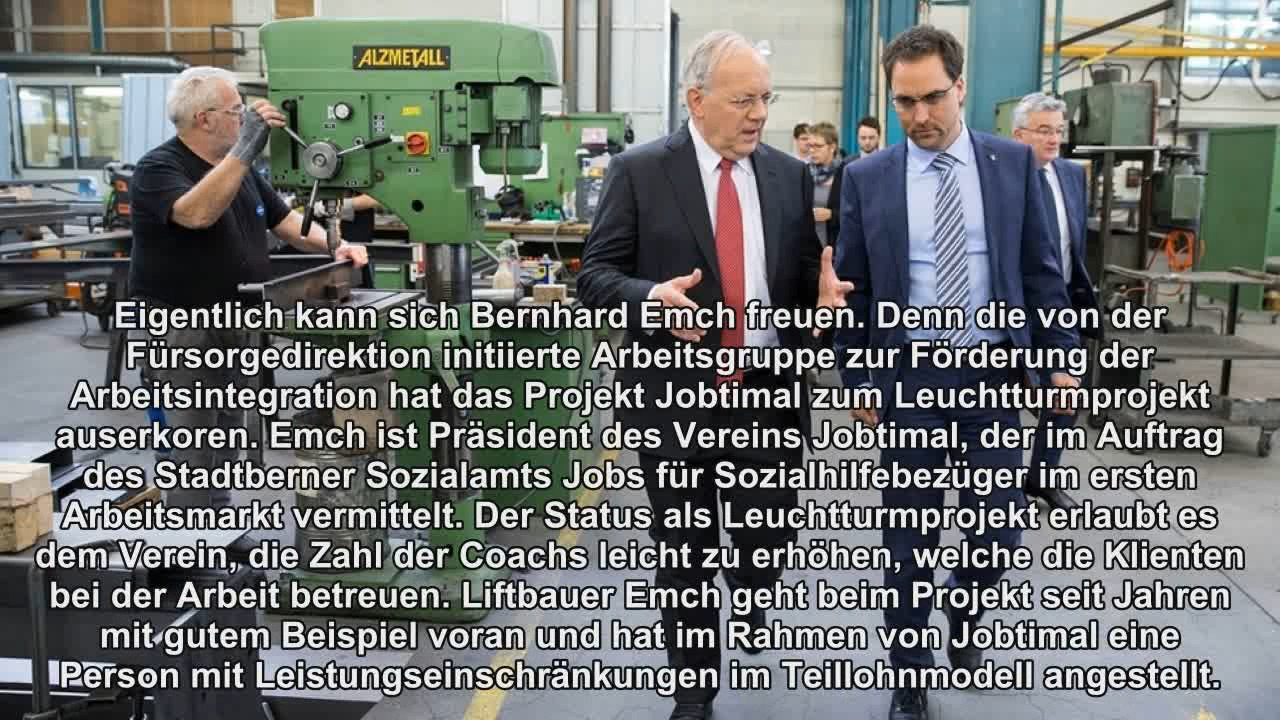 ALZMETALL
Eigentlich kann sich Bernhard Emch freuen. Denn die von der
Fürsorgedirektion initiierte Arbeitsgruppe zur Förderung der
Arbeitsintegration hat das Projekt Jobtimal zum Leuchtturmprojekt
auserkoren. Emch ist Präsident des Vereins Jobtimal, der im Auftrag
des Stadtberner Sozialamts Jobs für Sozialhilfebezüger im ersten
Arbeitsmarkt vermittelt. Der Status als Leuchtturmprojekt erlaubt es
dem Verein, die Zahl der Coachs leicht zu erhöhen, welche die Klienten
bei der Arbeit betreuen. Liftbauer Emch geht beim Projekt seit Jahren
mit gutem Beispiel voran und hat im Rahmen von Jobtimal eine
Person mit Leistungseinschränkungen im Teillohnmodell angestellt.